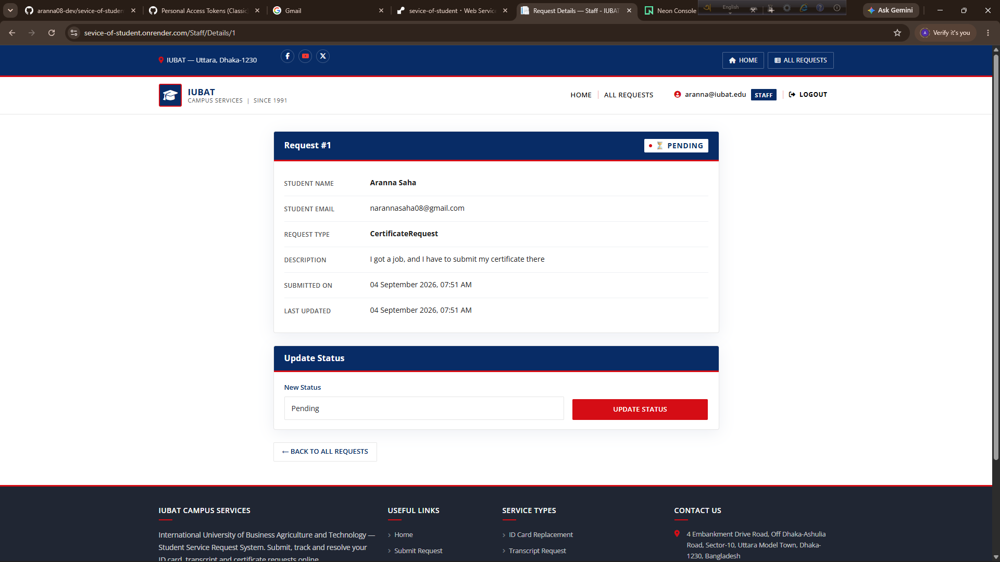 aranna08-dev/sevice-of-studen
Personal Access Tokens (Classic
Gmail
sevice-of-student · Web Service
Request Details — Staff - IUBAT
Neon Console
English
Ask Gemini
sevice-of-student.onrender.com/Staff/Details/1
Verify it's you
IUBAT — Uttara, Dhaka-1230
HOME
ALL REQUESTS
IUBAT
CAMPUS SERVICES | SINCE 1991
HOME
ALL REQUESTS
aranna@iubat.edu
STAFF
LOGOUT
Request #1
PENDING
STUDENT NAME Aranna Saha
STUDENT EMAIL narannasaha08@gmail.com
REQUEST TYPE CertificateRequest
DESCRIPTION I got a job, and I have to submit my certificate there
SUBMITTED ON 04 September 2026, 07:51 AM
LAST UPDATED 04 September 2026, 07:51 AM
Update Status
New Status
Pending
UPDATE STATUS
← BACK TO ALL REQUESTS
IUBAT CAMPUS SERVICES
International University of Business Agriculture and Technology —
Student Service Request System. Submit, track and resolve your
ID card, transcript and certificate requests online.
USEFUL LINKS
› Home
› Submit Request
SERVICE TYPES
› ID Card Replacement
› Transcript Request
CONTACT US
4 Embankment Drive Road, Off Dhaka-Ashulia
Road, Sector-10, Uttara Model Town, Dhaka-
1230, Bangladesh